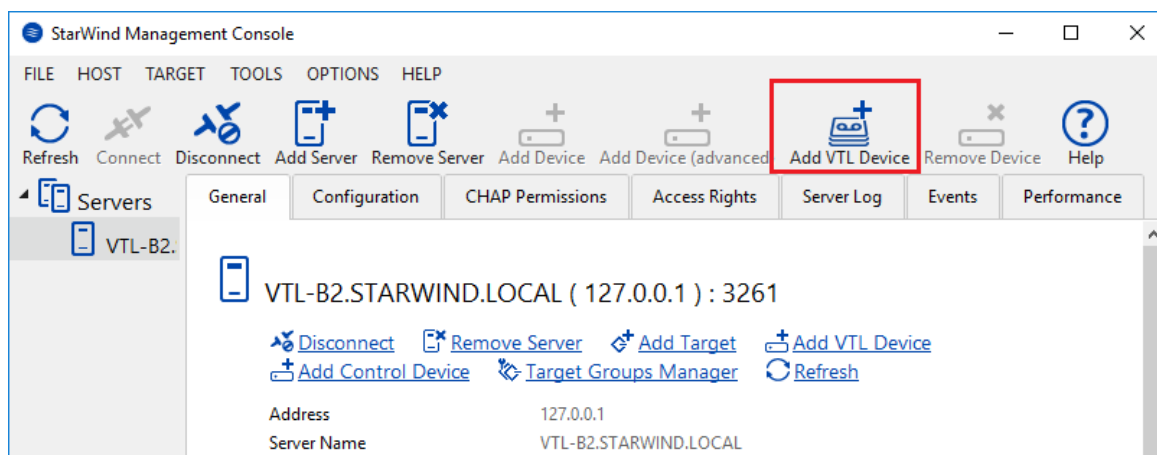 StarWind Management Console
FILE HOST TARGET TOOLS OPTIONS HELP
Refresh Connect Disconnect Add Server Remove Server Add Device Add Device (advanced Add VTL Device Remove Device Help
Servers General Configuration CHAP Permissions Access Rights Server Log Events Performance
VTL-B2.
VTL-B2.STARWIND.LOCAL ( 127.0.0.1 ) : 3261
Disconnect Remove Server Add Target Add VTL Device
Add Control Device Target Groups Manager Refresh
Address 127.0.0.1
Server Name VTL-B2.STARWIND.LOCAL